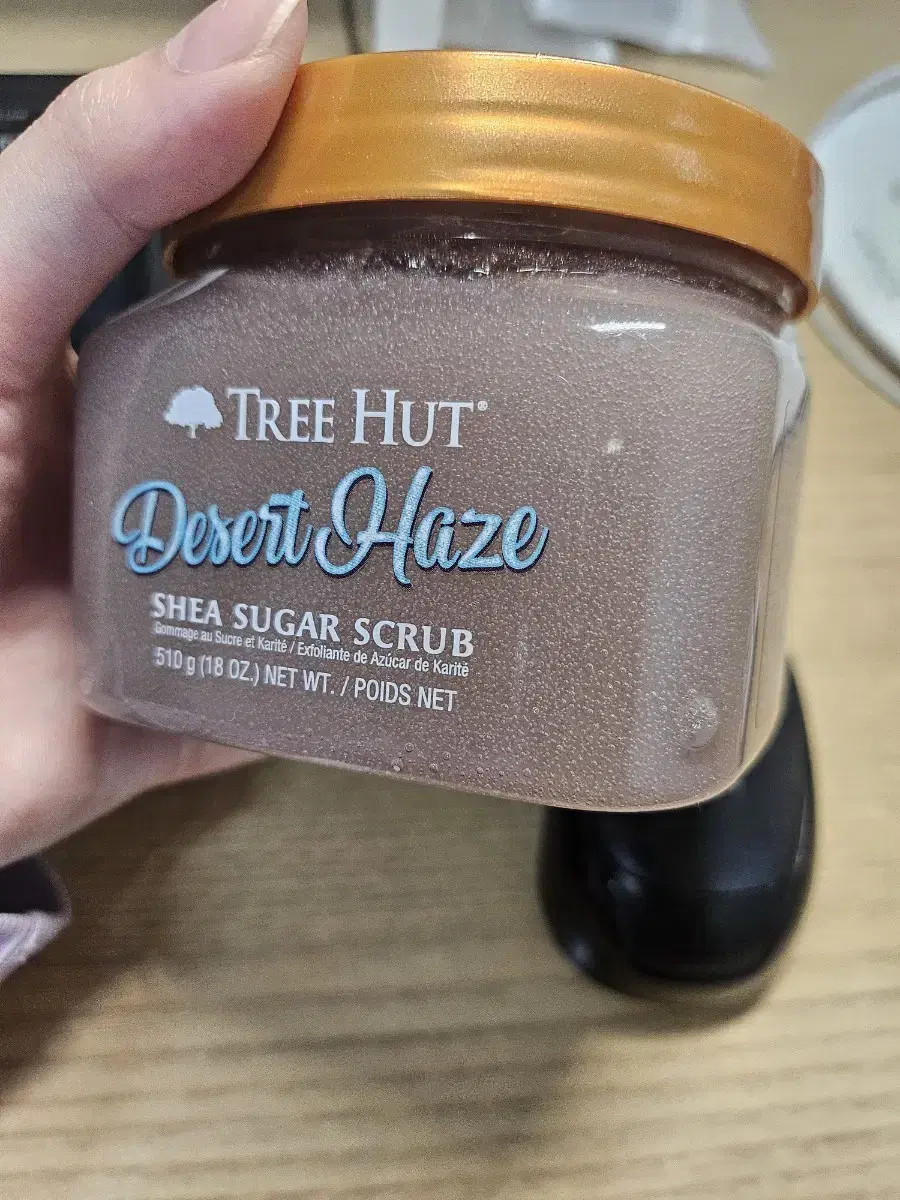 TREE HUT®
Desert Haze
SHEA SUGAR SCRUB
Gommage au Sucre et Karité / Exfoliante de Azúcar de Karité
510 g (18 OZ.) NET WT. / POIDS NET